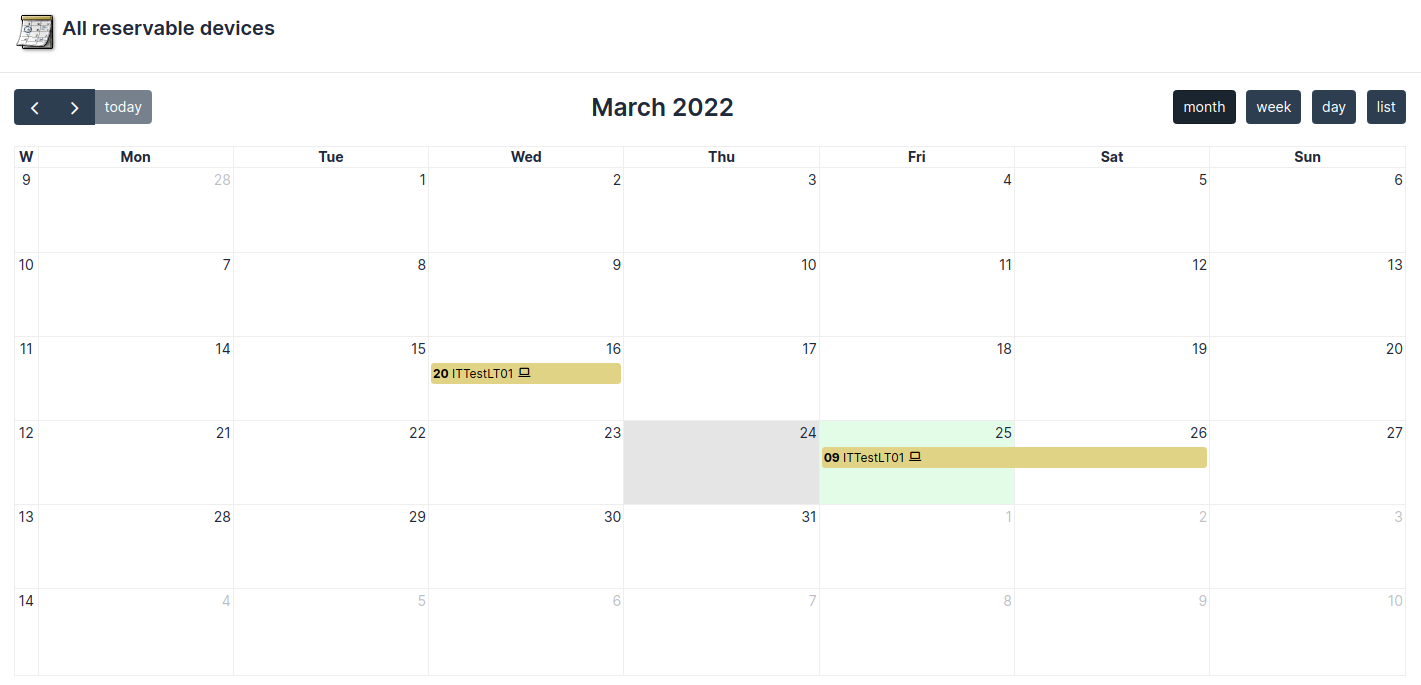 All reservable devices
today
March 2022
month week day list
W Mon Tue Wed Thu Fri Sat Sun
9 28 1 2 3 4 5 6
10 7 8 9 10 11 12 13
11 14 15 16 17 18 19 20
20 ITTestLT01
12 21 22 23 24 25 26 27
09 ITTestLT01
13 28 29 30 31 1 2 3
14 4 5 6 7 8 9 10